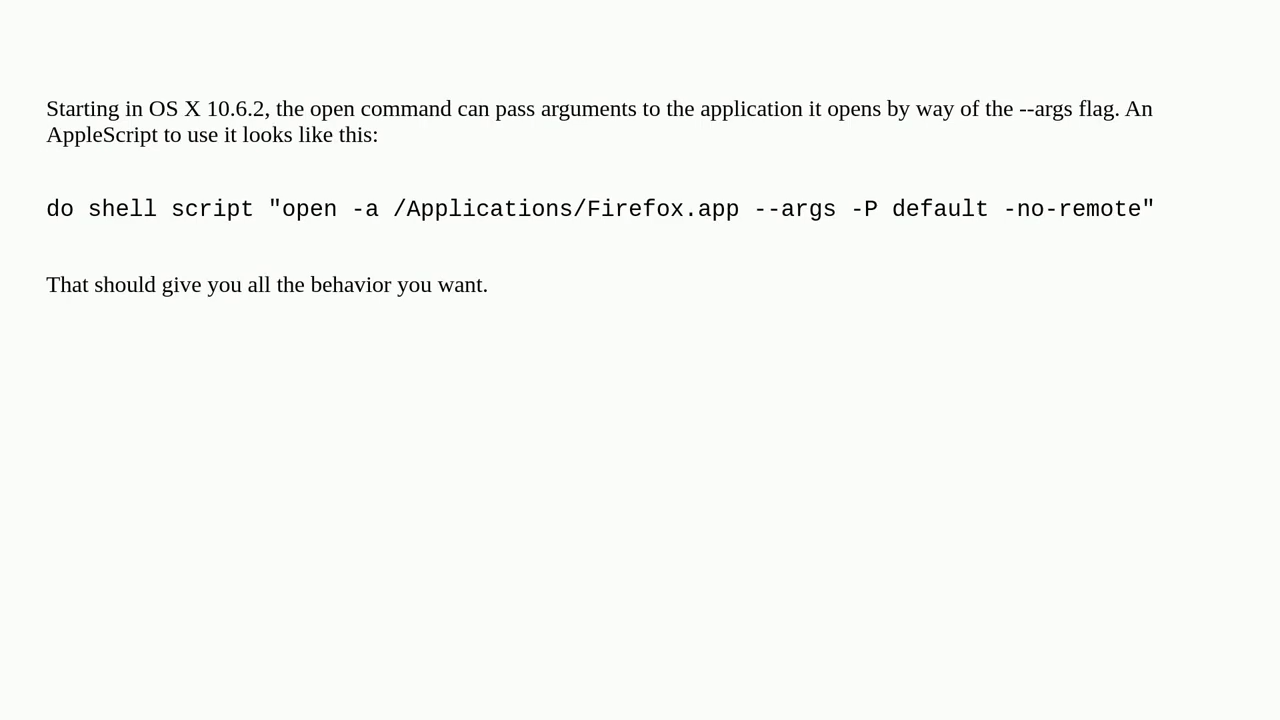 Starting in OS X 10.6.2, the open command can pass arguments to the application it opens by way of the --args flag. An
AppleScript to use it looks like this:
do shell script "open -a /Applications/Firefox.app --args -P default -no-remote"
That should give you all the behavior you want.